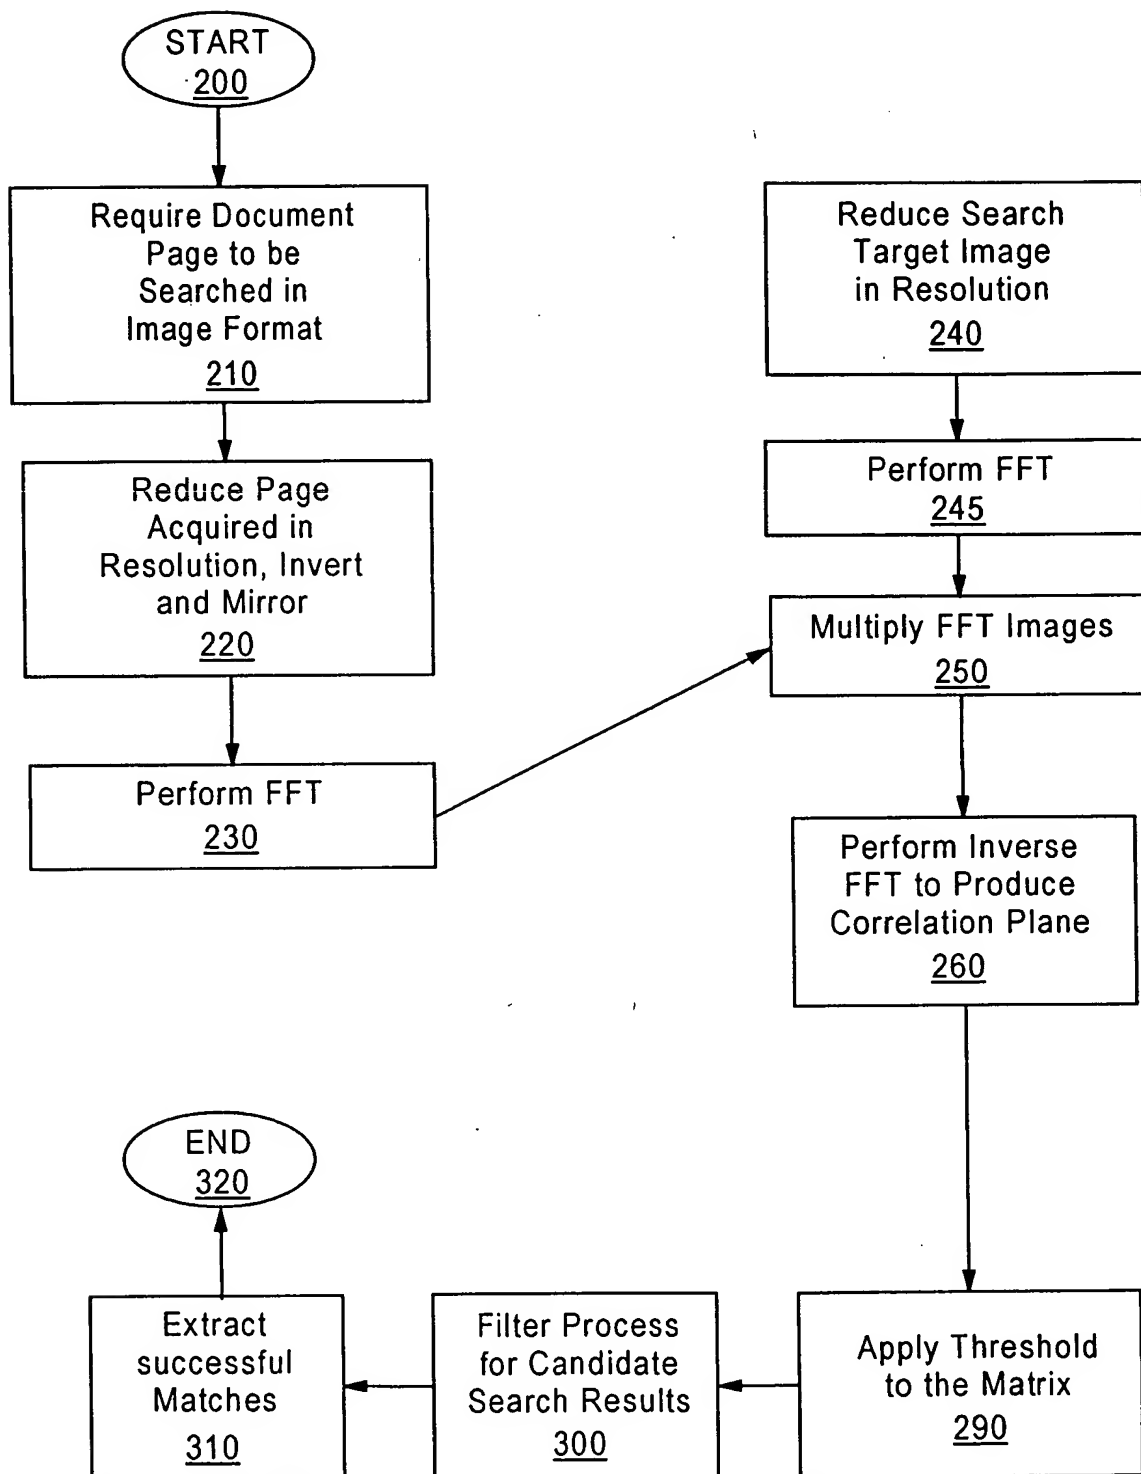 START
200
Require Document
Page to be
Searched in
Image Format
210
Reduce Page
Acquired in
Resolution, Invert
and Mirror
220
Perform FFT
230
Reduce Search
Target Image
in Resolution
240
Perform FFT
245
Multiply FFT Images
250
Perform Inverse
FFT to Produce
Correlation Plane
260
Apply Threshold
to the Matrix
290
Filter Process
for Candidate
Search Results
300
Extract
successful
Matches
310
END
320